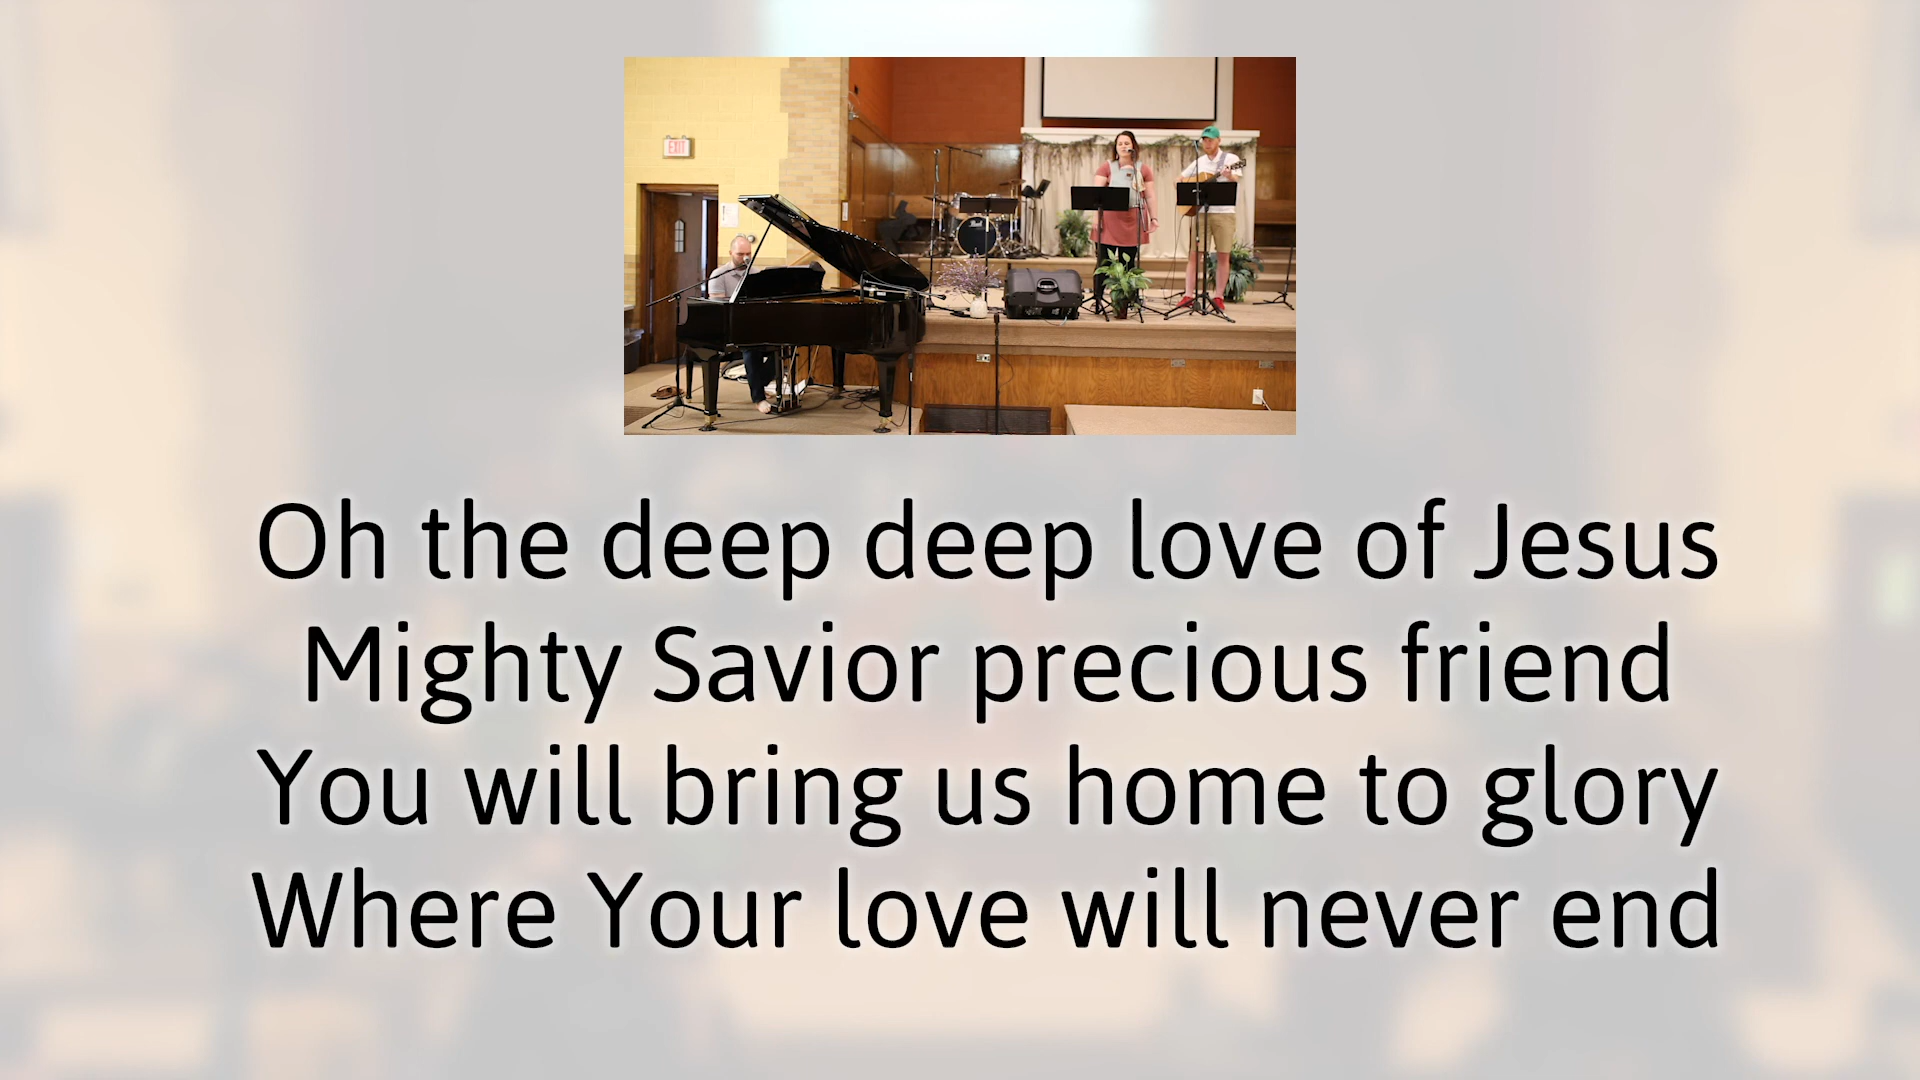 EXIT
Oh the deep deep love of Jesus
Mighty Savior precious friend
You will bring us home to glory
Where Your love will never end